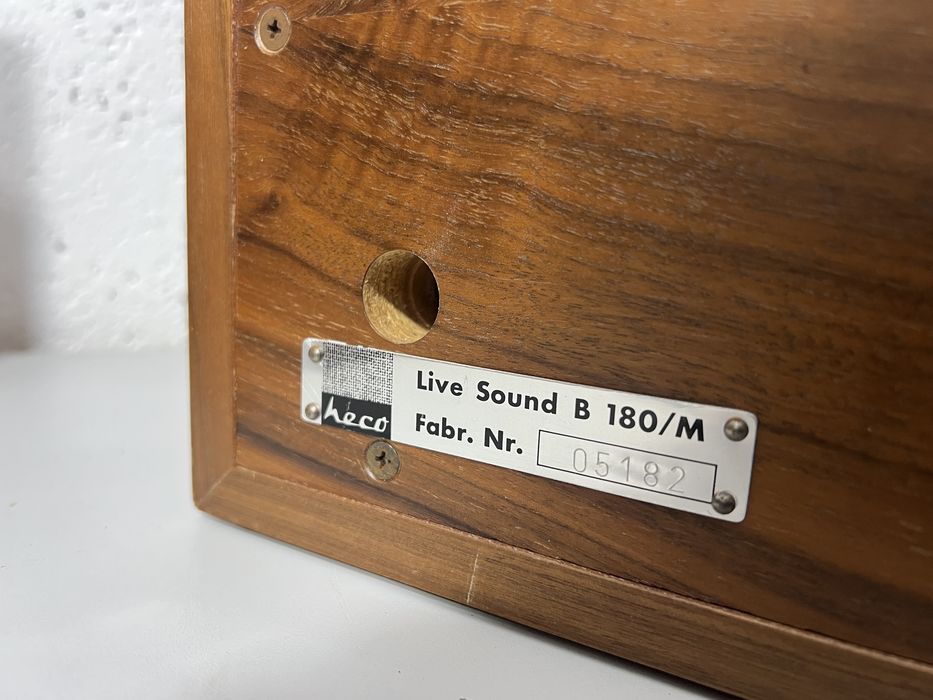 heco
Live Sound B 180/M
Fabr. Nr. 05182